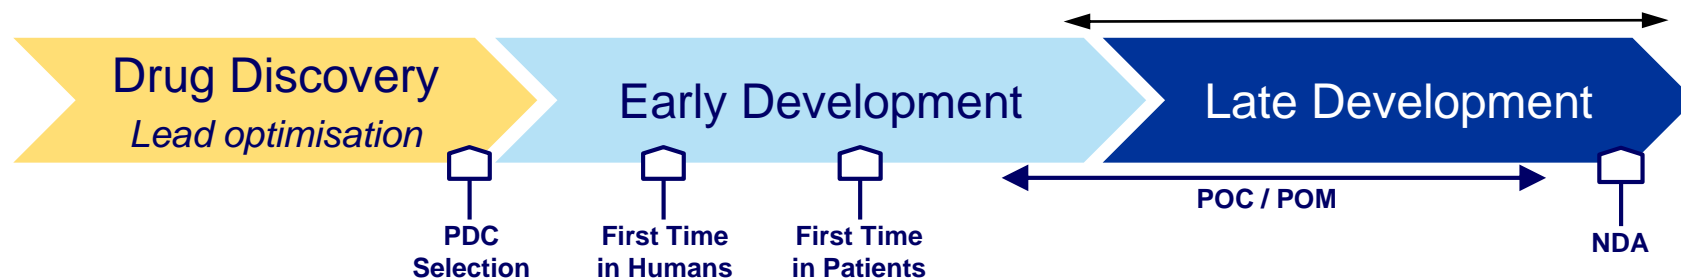 Drug Discovery
Lead optimisation
Early Development
Late Development
PDC
Selection
First Time
in Humans
First Time
in Patients
POC / POM
NDA